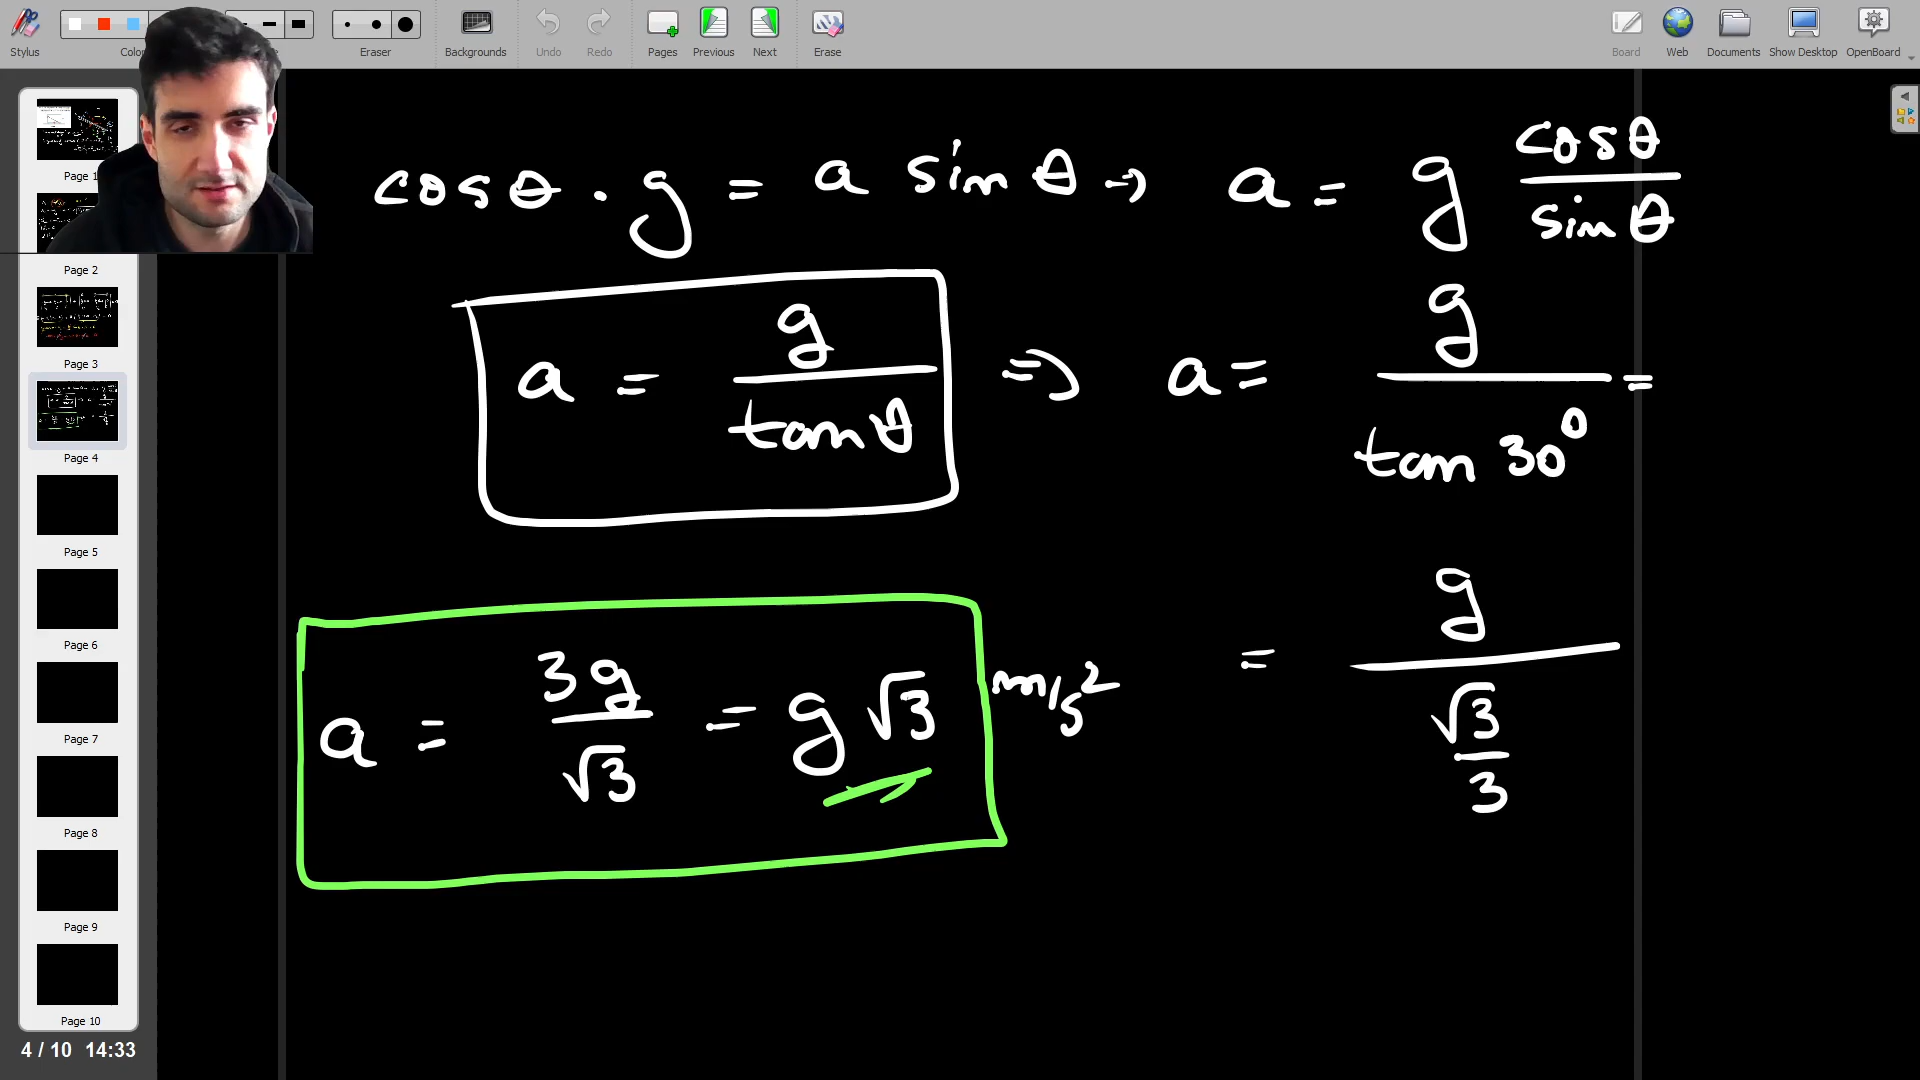 Stylus
Color
Eraser
Backgrounds
Undo
Redo
Pages
Previous
Next
Erase
Board
Web
Documents
Show Desktop
OpenBoard
Page 1
Page 2
Page 3
Page 4
Page 5
Page 6
Page 7
Page 8
Page 9
Page 10
4 / 10 14:33
cosθ · g = a sinθ → a = g cosθ/sinθ
a = g/tanθ ⇒ a = g/tan 30⁰ =
= g/(√3/3)
a = 3g/√3 = g√3 m/s²